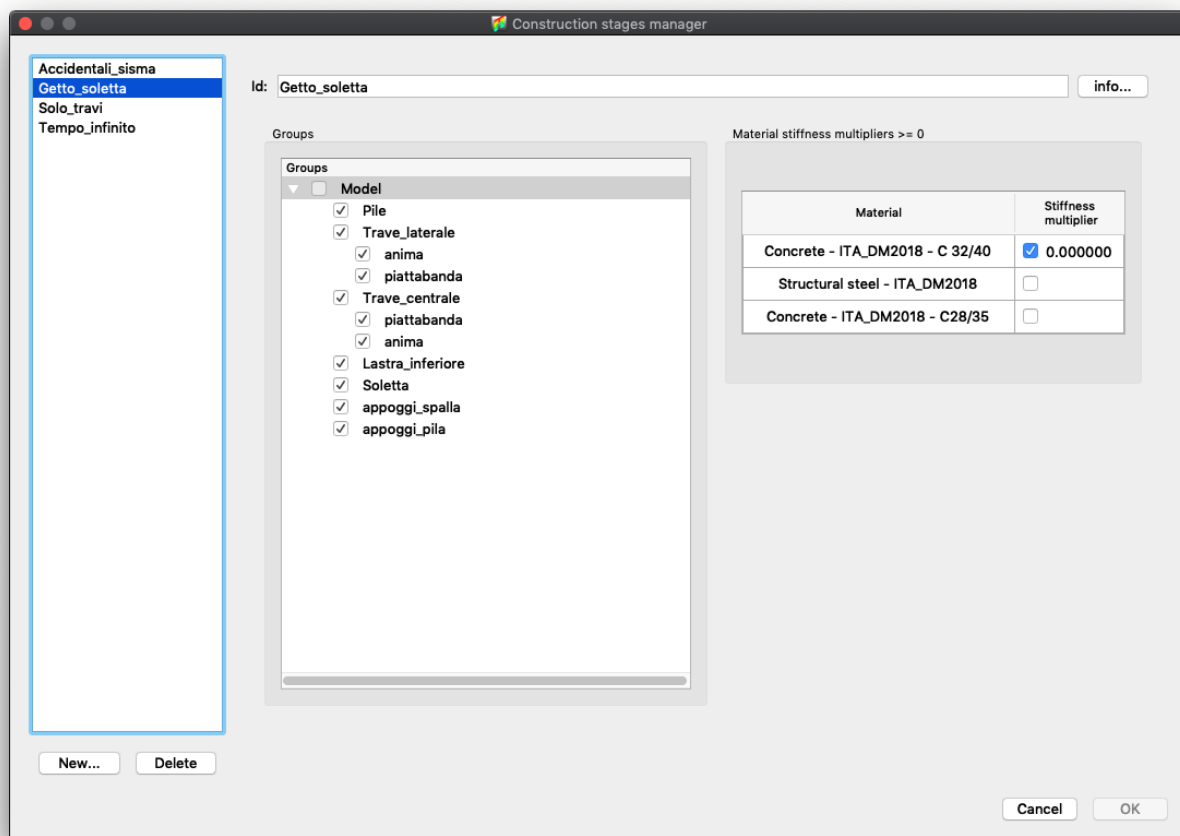 Construction stages manager
Accidentali_sisma
Getto_soletta
Solo_travi
Tempo_infinito
New...
Delete
Id:
Getto_soletta
info...
Groups
Groups
Model
Pile
Trave_laterale
anima
piattabanda
Trave_centrale
piattabanda
anima
Lastra_inferiore
Soletta
appoggi_spalla
appoggi_pila
Material stiffness multipliers >= 0
Material
Stiffness
multiplier
Concrete - ITA_DM2018 - C 32/40
0.000000
Structural steel - ITA_DM2018
Concrete - ITA_DM2018 - C28/35
Cancel
OK